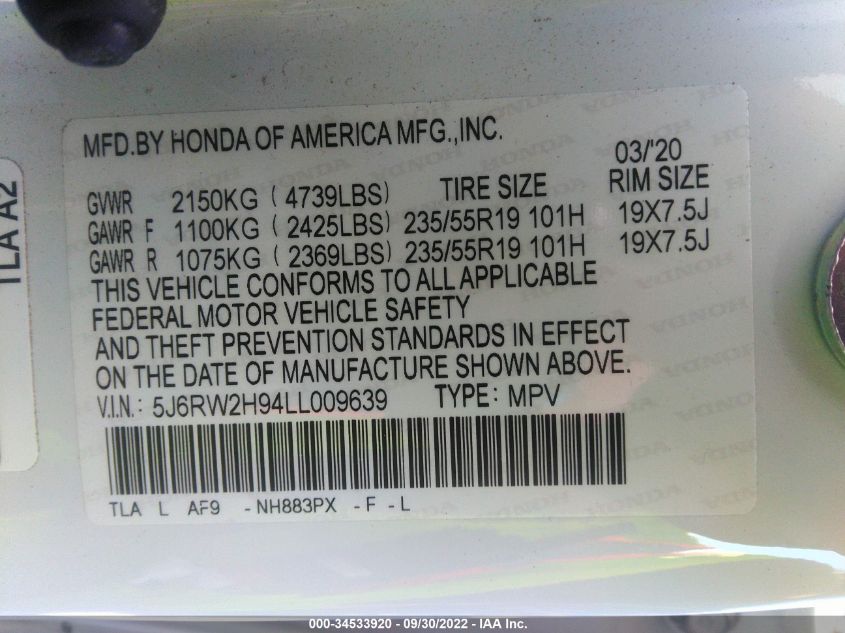 TLA A2
MFD.BY HONDA OF AMERICA MFG.,INC.
03/'20
GVWR 2150KG ( 4739LBS) TIRE SIZE RIM SIZE
GAWR F 1100KG ( 2425LBS) 235/55R19 101H 19X7.5J
GAWR R 1075KG ( 2369LBS) 235/55R19 101H 19X7.5J
THIS VEHICLE CONFORMS TO ALL APPLICABLE
FEDERAL MOTOR VEHICLE SAFETY
AND THEFT PREVENTION STANDARDS IN EFFECT
ON THE DATE OF MANUFACTURE SHOWN ABOVE.
V.I.N.: 5J6RW2H94LL009639 TYPE: MPV
TLA L AF9 -NH883PX -F -L
000-34533920 - 09/30/2022 - IAA Inc.